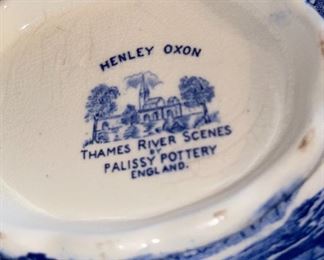 HENLEY OXON
THAMES RIVER SCENES
BY
PALISSY POTTERY
ENGLAND.